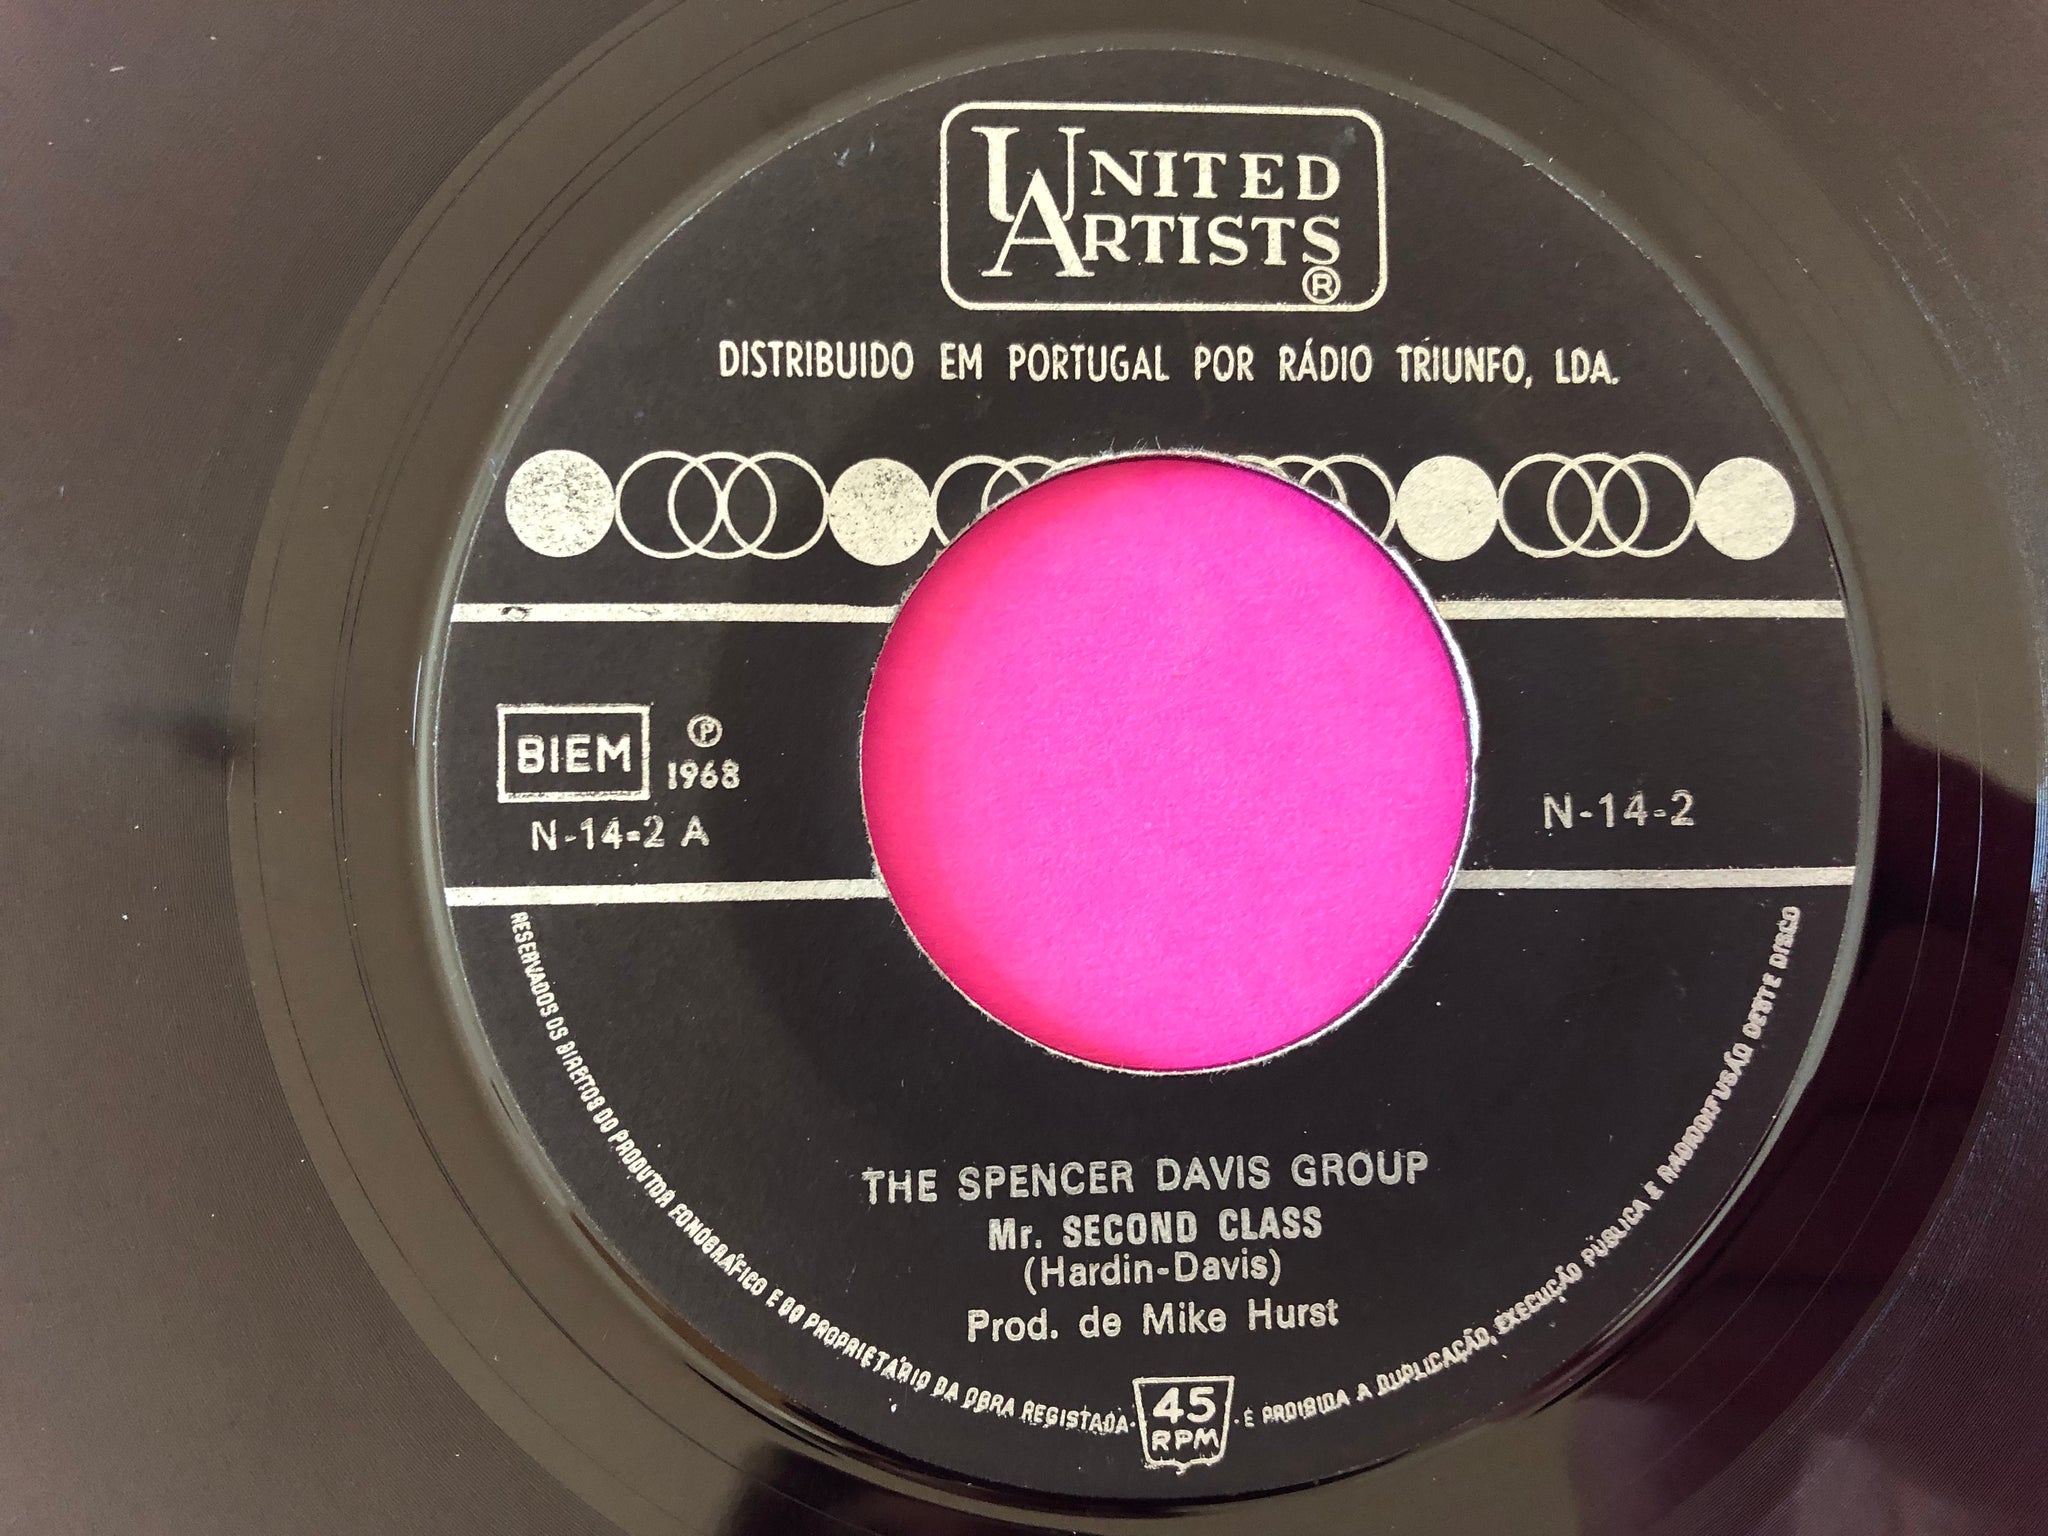 UNITED
ARTISTS
®
DISTRIBUIDO EM PORTUGAL POR RÁDIO TRIUNFO, LDA.
BIEM
℗
1968
N-14-2 A
N-14-2
THE SPENCER DAVIS GROUP
Mr. SECOND CLASS
(Hardin-Davis)
Prod. de Mike Hurst
RESERVADOS OS DIREITOS DO PRODUTOR FONOGRÁFICO E DO PROPRIETÁRIO DA OBRA REGISTADA · 
45
RPM
· É PROIBIDA A DUPLICAÇÃO, EXECUÇÃO PÚBLICA E RADIODIFUSÃO DESTE DISCO